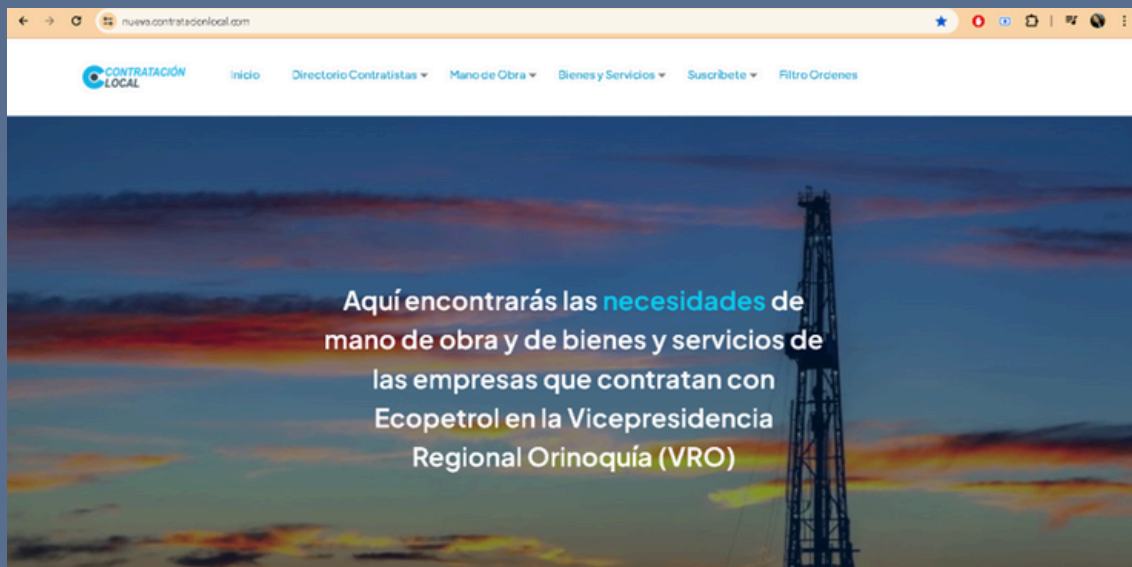 nueva.contratacionlocal.com
CONTRATACIÓN
LOCAL
Inicio
Directorio Contratistas
Mano de Obra
Bienes y Servicios
Suscríbete
Filtro Ordenes
Aquí encontrarás las necesidades de
mano de obra y de bienes y servicios de
las empresas que contratan con
Ecopetrol en la Vicepresidencia
Regional Orinoquía (VRO)